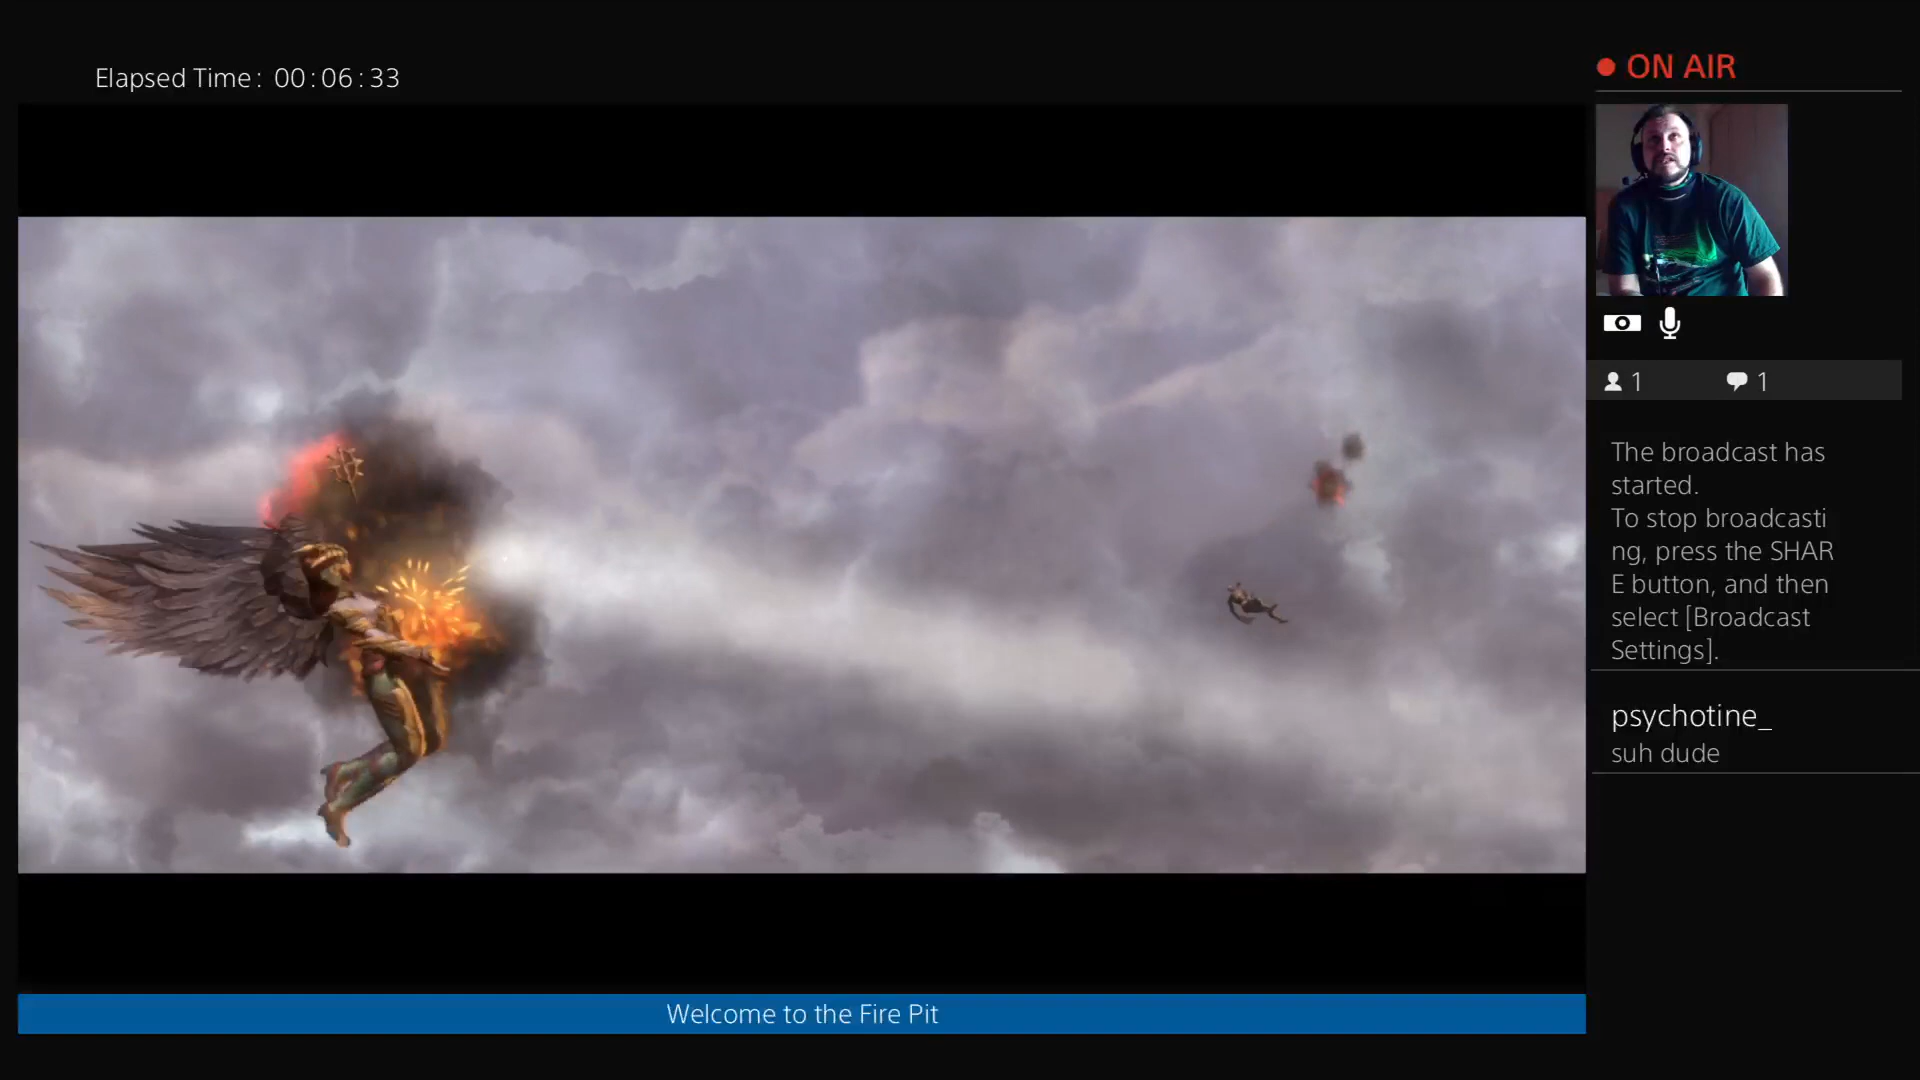 Elapsed Time: 00:06:33
ON AIR
1
1
The broadcast has
started.
To stop broadcasti
ng, press the SHAR
E button, and then
select [Broadcast
Settings].
psychotine_
suh dude
Welcome to the Fire Pit